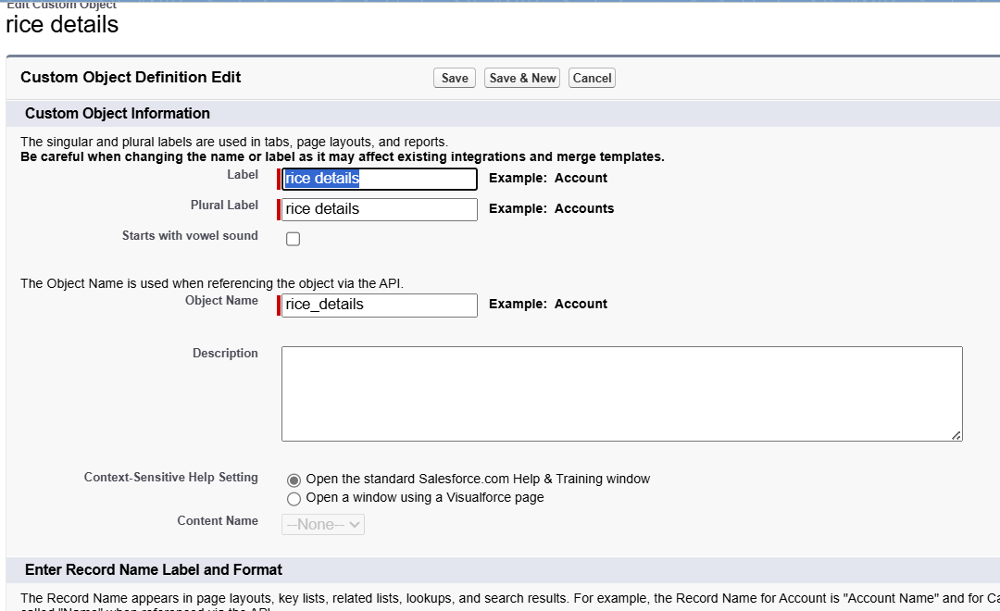 Edit Custom Object
rice details
Custom Object Definition Edit
Save
Save & New
Cancel
Custom Object Information
The singular and plural labels are used in tabs, page layouts, and reports.
Be careful when changing the name or label as it may affect existing integrations and merge templates.
Label rice details Example: Account
Plural Label rice details Example: Accounts
Starts with vowel sound
The Object Name is used when referencing the object via the API.
Object Name rice_details Example: Account
Description
Context-Sensitive Help Setting Open the standard Salesforce.com Help & Training window
Open a window using a Visualforce page
Content Name --None--
Enter Record Name Label and Format
The Record Name appears in page layouts, key lists, related lists, lookups, and search results. For example, the Record Name for Account is "Account Name" and for Ca
called "Name" when referenced via the API.